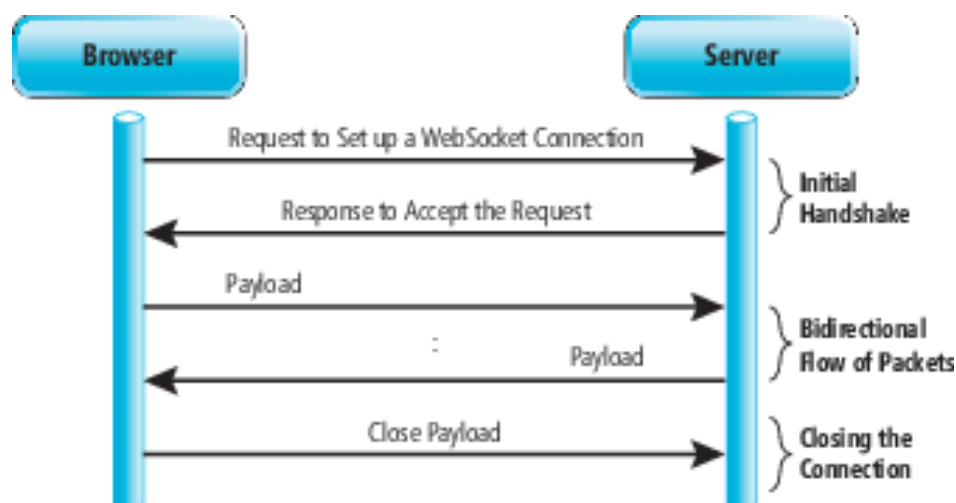 Browser
Server
Request to Set up a WebSocket Connection
Initial
Handshake
Response to Accept the Request
Payload
:
Bidirectional
Flow of Packets
Payload
Close Payload
Closing the
Connection